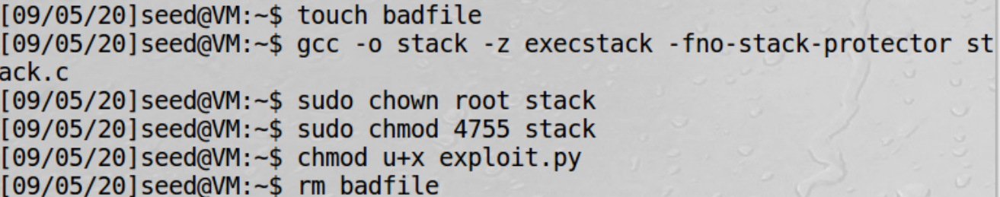 [09/05/20]seed@VM:~$ touch badfile
[09/05/20]seed@VM:~$ gcc -o stack -z execstack -fno-stack-protector st
ack.c
[09/05/20]seed@VM:~$ sudo chown root stack
[09/05/20]seed@VM:~$ sudo chmod 4755 stack
[09/05/20]seed@VM:~$ chmod u+x exploit.py
[09/05/20]seed@VM:~$ rm badfile